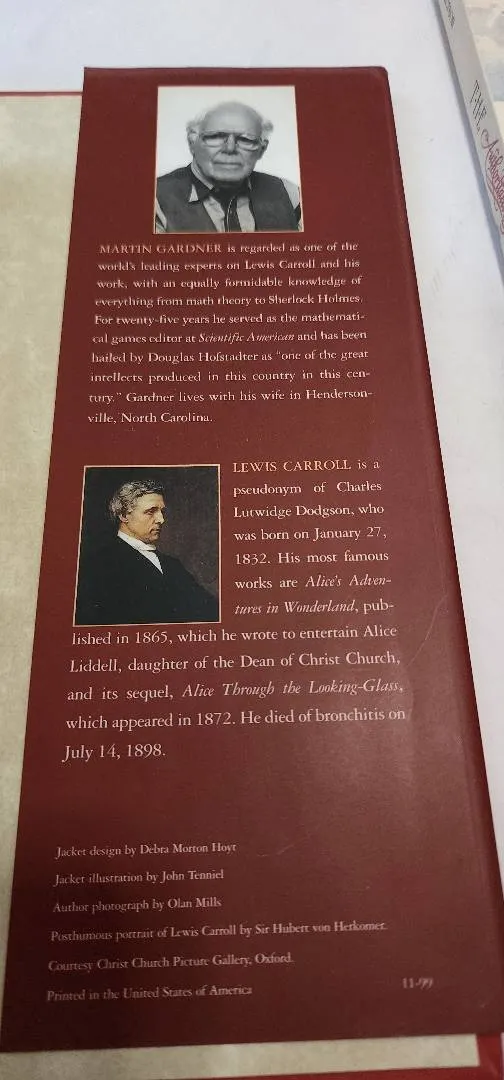 MARTIN GARDNER is regarded as one of the
world's leading experts on Lewis Carroll and his
work, with an equally formidable knowledge of
everything from math theory to Sherlock Holmes.
For twenty-five years he served as the mathemati-
cal games editor at Scientific American and has been
hailed by Douglas Hofstadter as "one of the great
intellects produced in this country in this cen-
tury." Gardner lives with his wife in Henderson-
ville, North Carolina.
LEWIS CARROLL is a
pseudonym of Charles
Lutwidge Dodgson, who
was born on January 27,
1832. His most famous
works are Alice's Adven-
tures in Wonderland, pub-
lished in 1865, which he wrote to entertain Alice
Liddell, daughter of the Dean of Christ Church,
and its sequel, Alice Through the Looking-Glass,
which appeared in 1872. He died of bronchitis on
July 14, 1898.
Jacket design by Debra Morton Hoyt
Jacket illustration by John Tenniel
Author photograph by Olan Mills
Posthumous portrait of Lewis Carroll by Sir Hubert von Herkomer.
Courtesy Christ Church Picture Gallery, Oxford.
Printed in the United States of America
11-99
THE